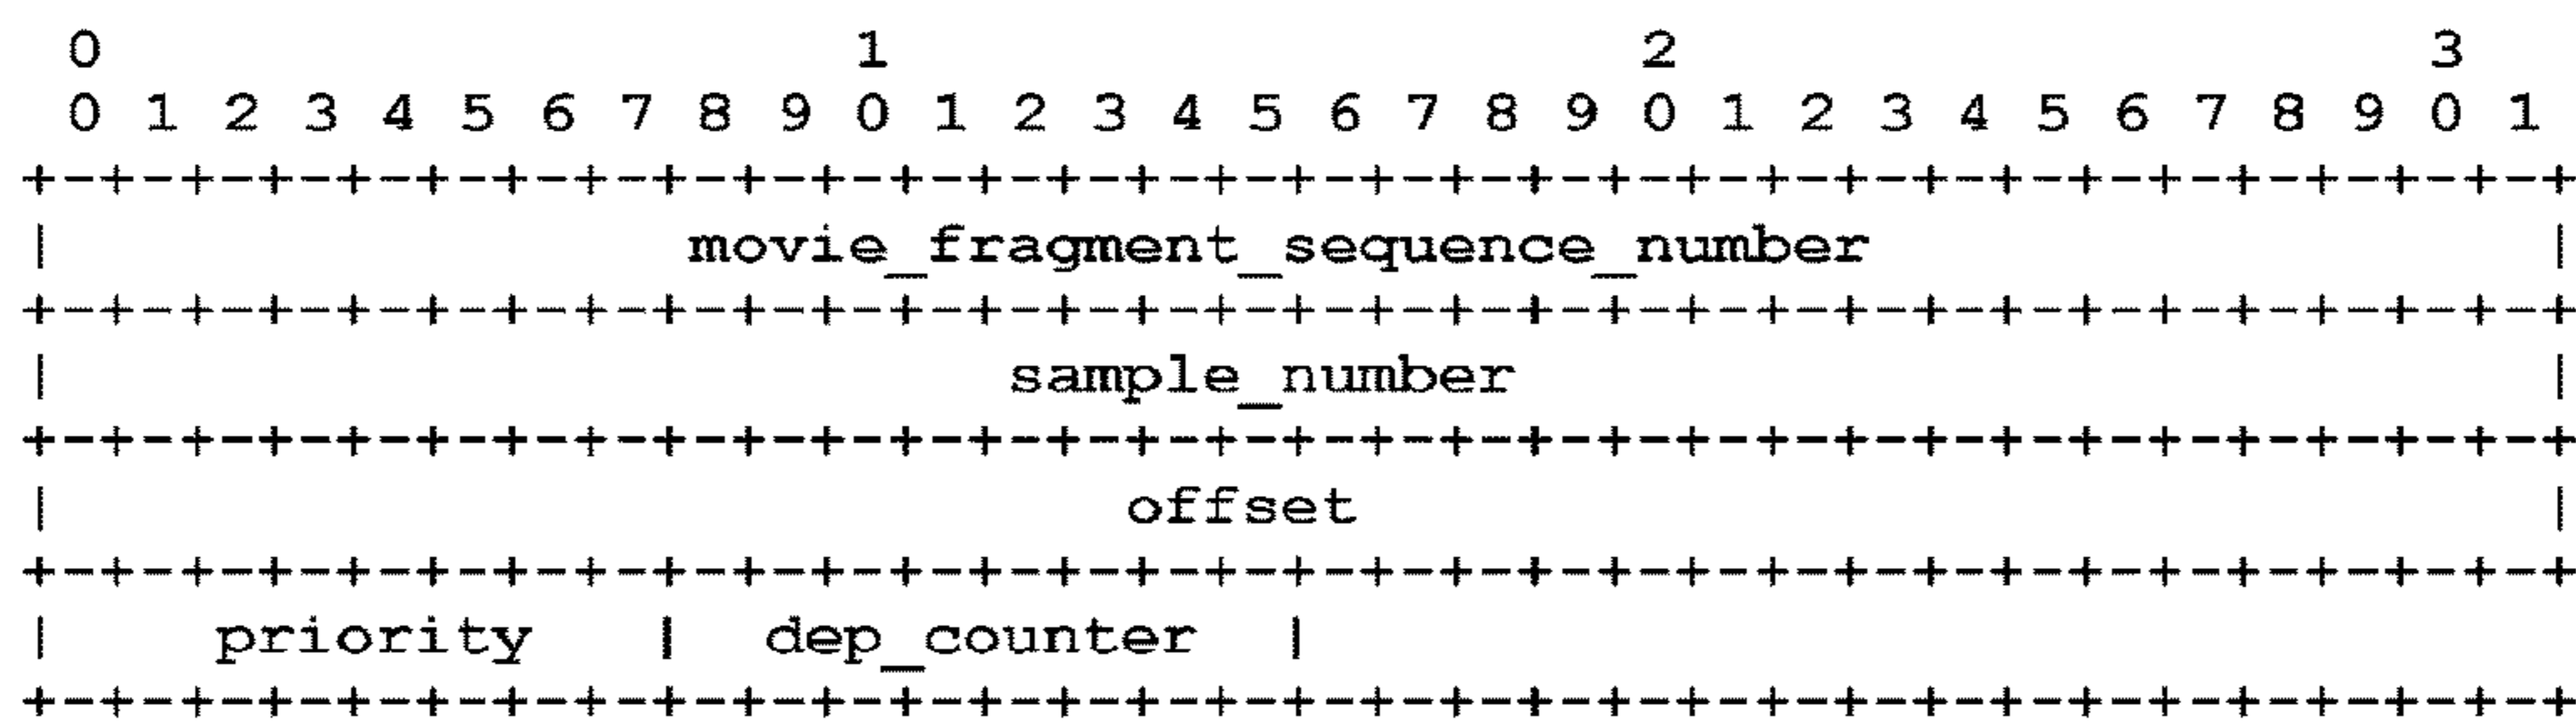 0                   1                   2                   3
0 1 2 3 4 5 6 7 8 9 0 1 2 3 4 5 6 7 8 9 0 1 2 3 4 5 6 7 8 9 0 1
+-+-+-+-+-+-+-+-+-+-+-+-+-+-+-+-+-+-+-+-+-+-+-+-+-+-+-+-+-+-+-+-+
|                movie_fragment_sequence_number                 |
+-+-+-+-+-+-+-+-+-+-+-+-+-+-+-+-+-+-+-+-+-+-+-+-+-+-+-+-+-+-+-+-+
|                        sample_number                          |
+-+-+-+-+-+-+-+-+-+-+-+-+-+-+-+-+-+-+-+-+-+-+-+-+-+-+-+-+-+-+-+-+
|                           offset                              |
+-+-+-+-+-+-+-+-+-+-+-+-+-+-+-+-+-+-+-+-+-+-+-+-+-+-+-+-+-+-+-+-+
|    priority   |  dep_counter  |
+-+-+-+-+-+-+-+-+-+-+-+-+-+-+-+-+-+-+-+-+-+-+-+-+-+-+-+-+-+-+-+-+